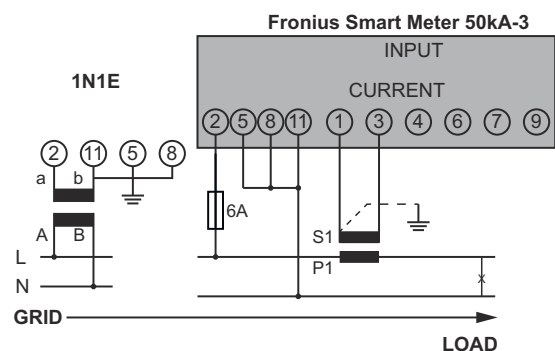 Fronius Smart Meter 50kA-3
INPUT
1N1E
CURRENT
2 5 8 11 1 3 4 6 7 9
2 11 5 8
a b
6A
A B
S1
L
P1
x
N
GRID
LOAD